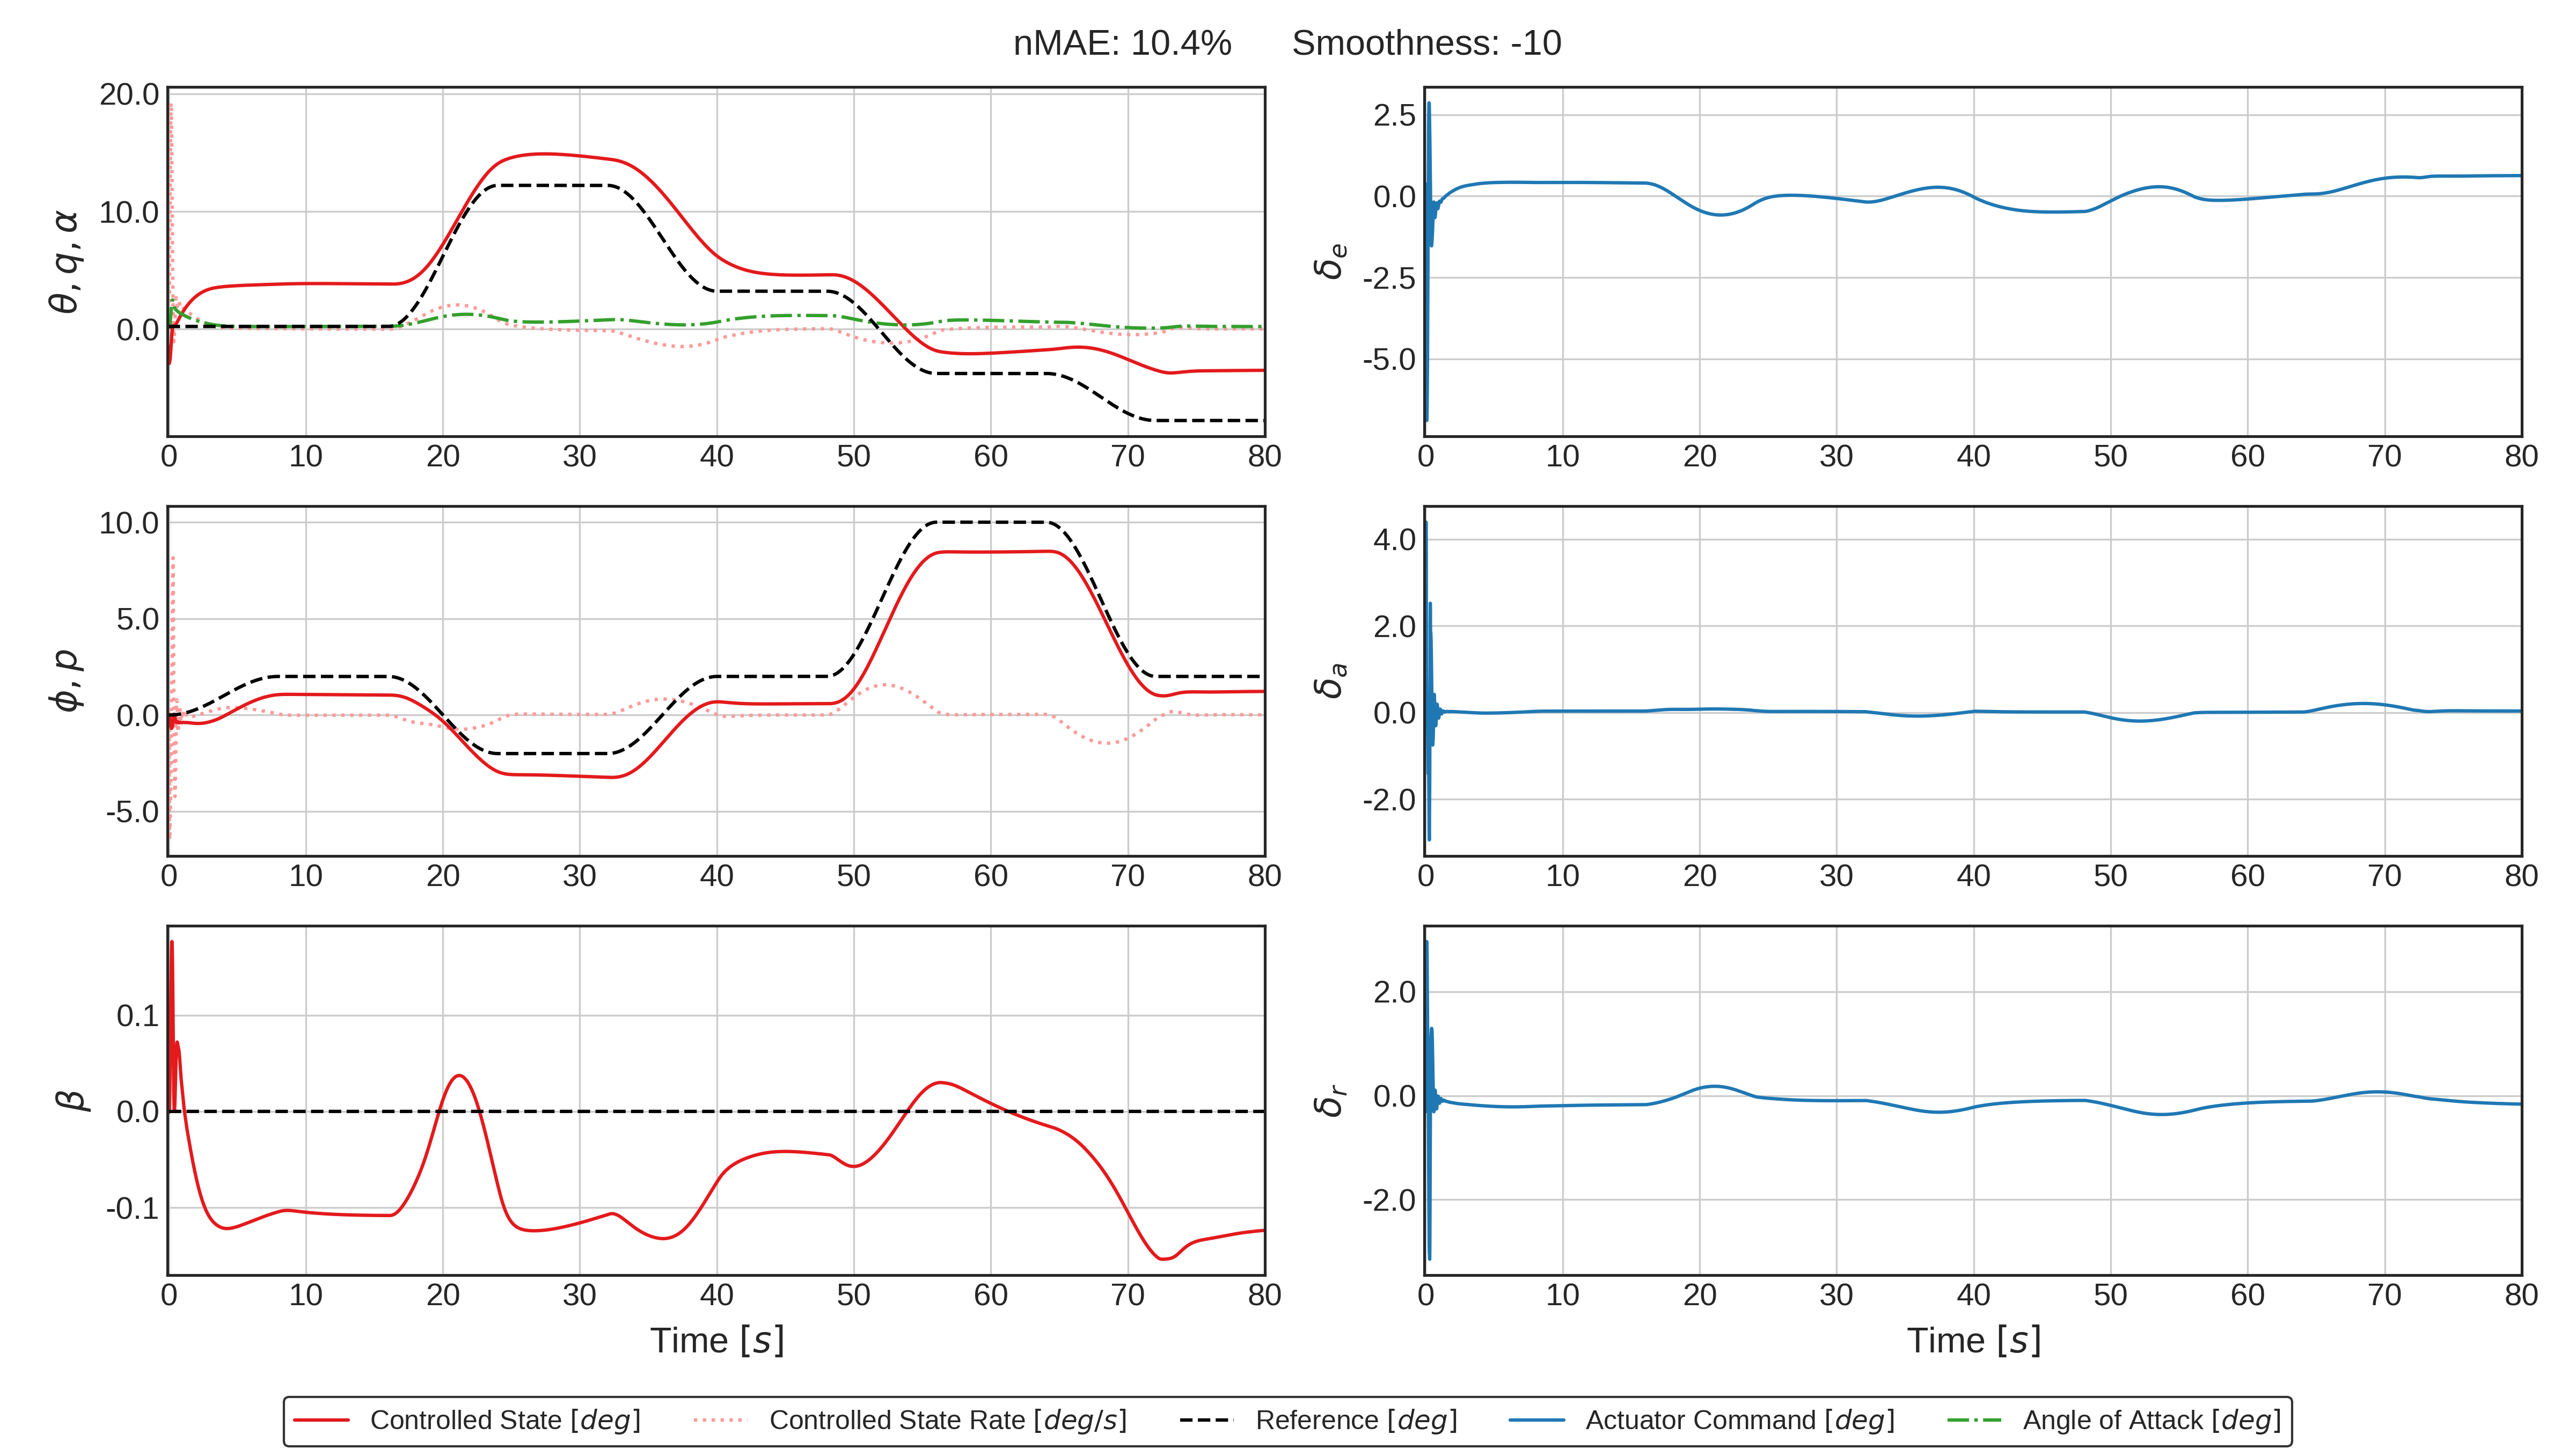 nMAE: 10.4% Smoothness: -10
20.0
10.0
0.0
θ, q, α
0 10 20 30 40 50 60 70 80
2.5
0.0
-2.5
-5.0
δe
0 10 20 30 40 50 60 70 80
10.0
5.0
0.0
-5.0
ϕ, p
0 10 20 30 40 50 60 70 80
4.0
2.0
0.0
-2.0
δa
0 10 20 30 40 50 60 70 80
0.1
0.0
-0.1
β
0 10 20 30 40 50 60 70 80
Time [s]
2.0
0.0
-2.0
δr
0 10 20 30 40 50 60 70 80
Time [s]
Controlled State [deg] Controlled State Rate [deg/s] Reference [deg] Actuator Command [deg] Angle of Attack [deg]